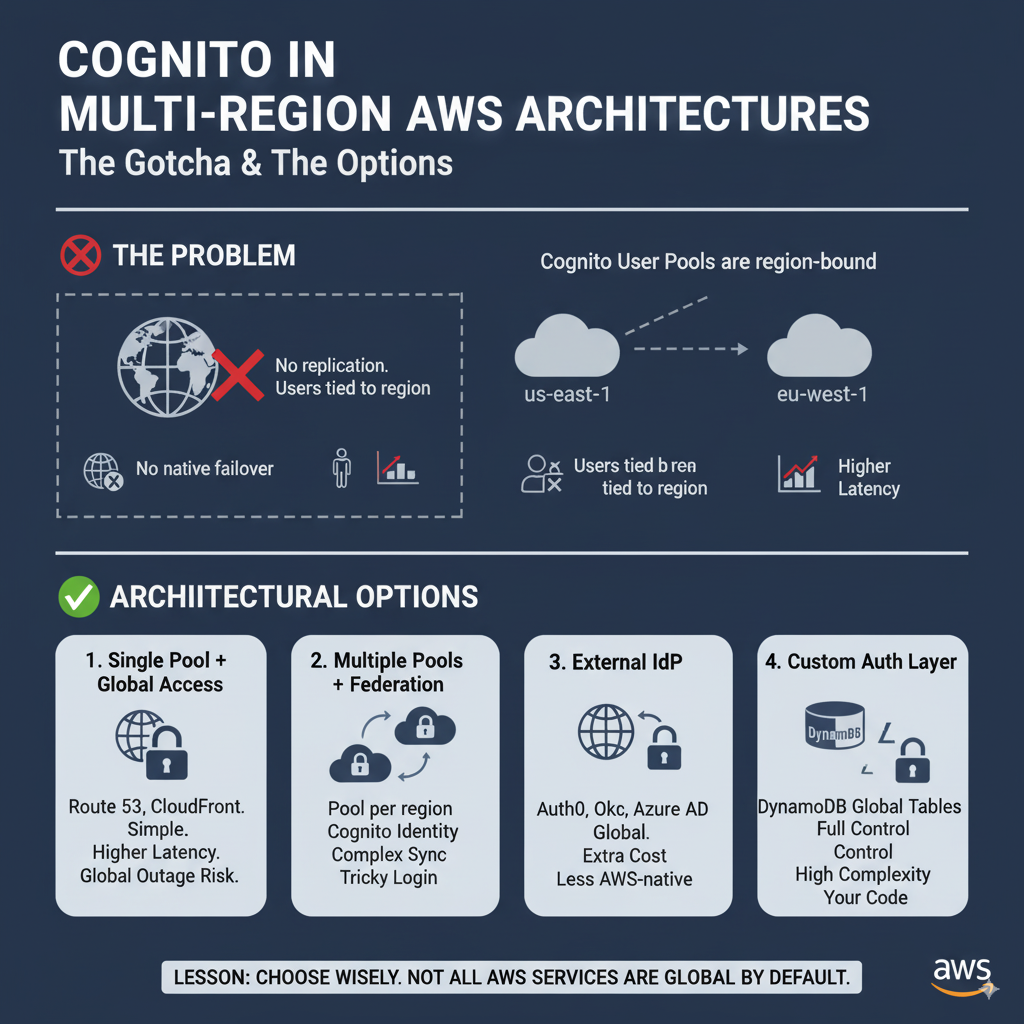 COGNITO IN
MULTI-REGION AWS ARCHITECTURES
The Gotcha & The Options
THE PROBLEM
No replication.
Users tied to region
No native failover
Cognito User Pools are region-bound
us-east-1
eu-west-1
Users tied
tied to region
Higher
Latency
ARCHIITECTURAL OPTIONS
1. Single Pool +
Global Access
Route 53, CloudFront.
Simple.
Higher Latency.
Global Outage Risk.
2. Multiple Pools
+ Federation
Pool per region
Cognito Identity
Complex Sync
Tricky Login
3. External IdP
Auth0, Okc, Azure AD
Global.
Extra Cost
Less AWS-native
4. Custom Auth Layer
DynamoDB Global Tables
Full Control
Control
High Complexity
Your Code
LESSON: CHOOSE WISELY. NOT ALL AWS SERVICES ARE GLOBAL BY DEFAULT.
aws